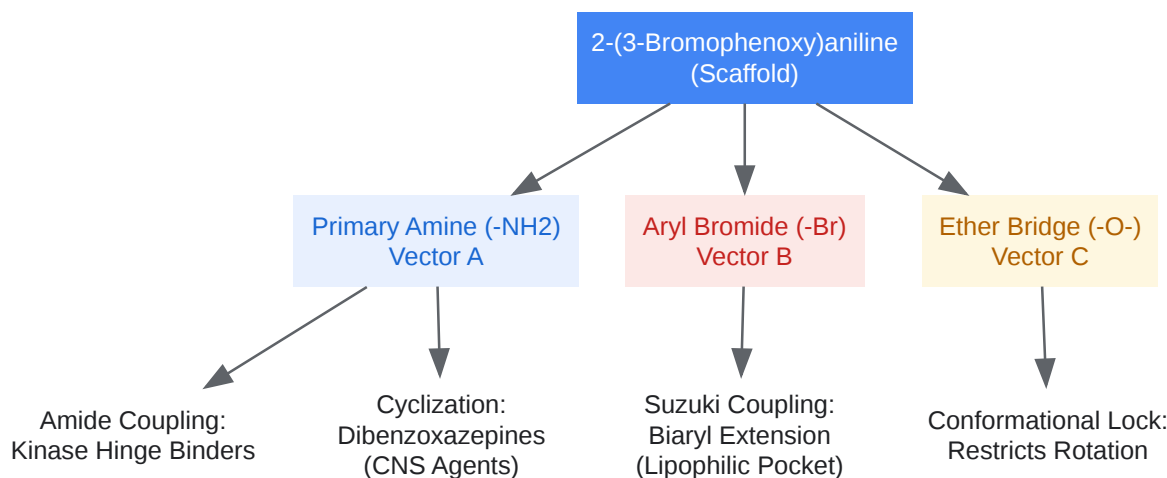 2-(3-Bromophenoxy)aniline
(Scaffold)
Primary Amine (-NH2)
Vector A
Aryl Bromide (-Br)
Vector B
Ether Bridge (-O-)
Vector C
Amide Coupling:
Kinase Hinge Binders
Cyclization:
Dibenzoxazepines
(CNS Agents)
Suzuki Coupling:
Biaryl Extension
(Lipophilic Pocket)
Conformational Lock:
Restricts Rotation